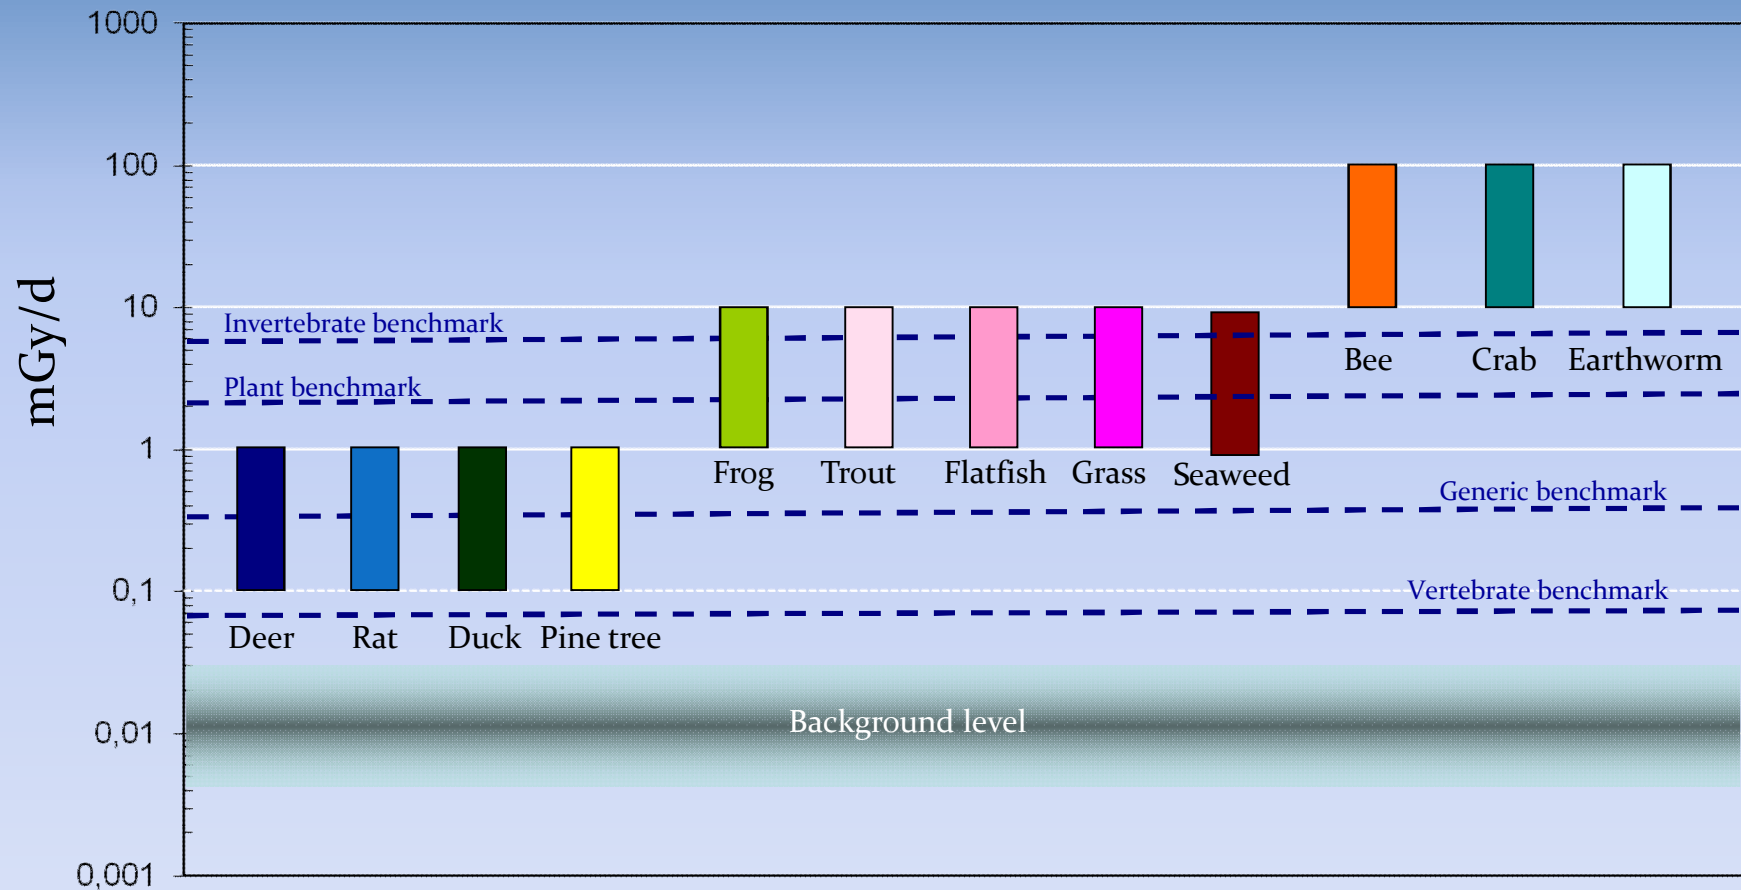 1000
100
10
1
0,1
0,01
0,001
mGy/d
Invertebrate benchmark
Plant benchmark
Bee Crab Earthworm
Frog Trout Flatfish Grass Seaweed
Generic benchmark
Vertebrate benchmark
Deer Rat Duck Pine tree
Background level